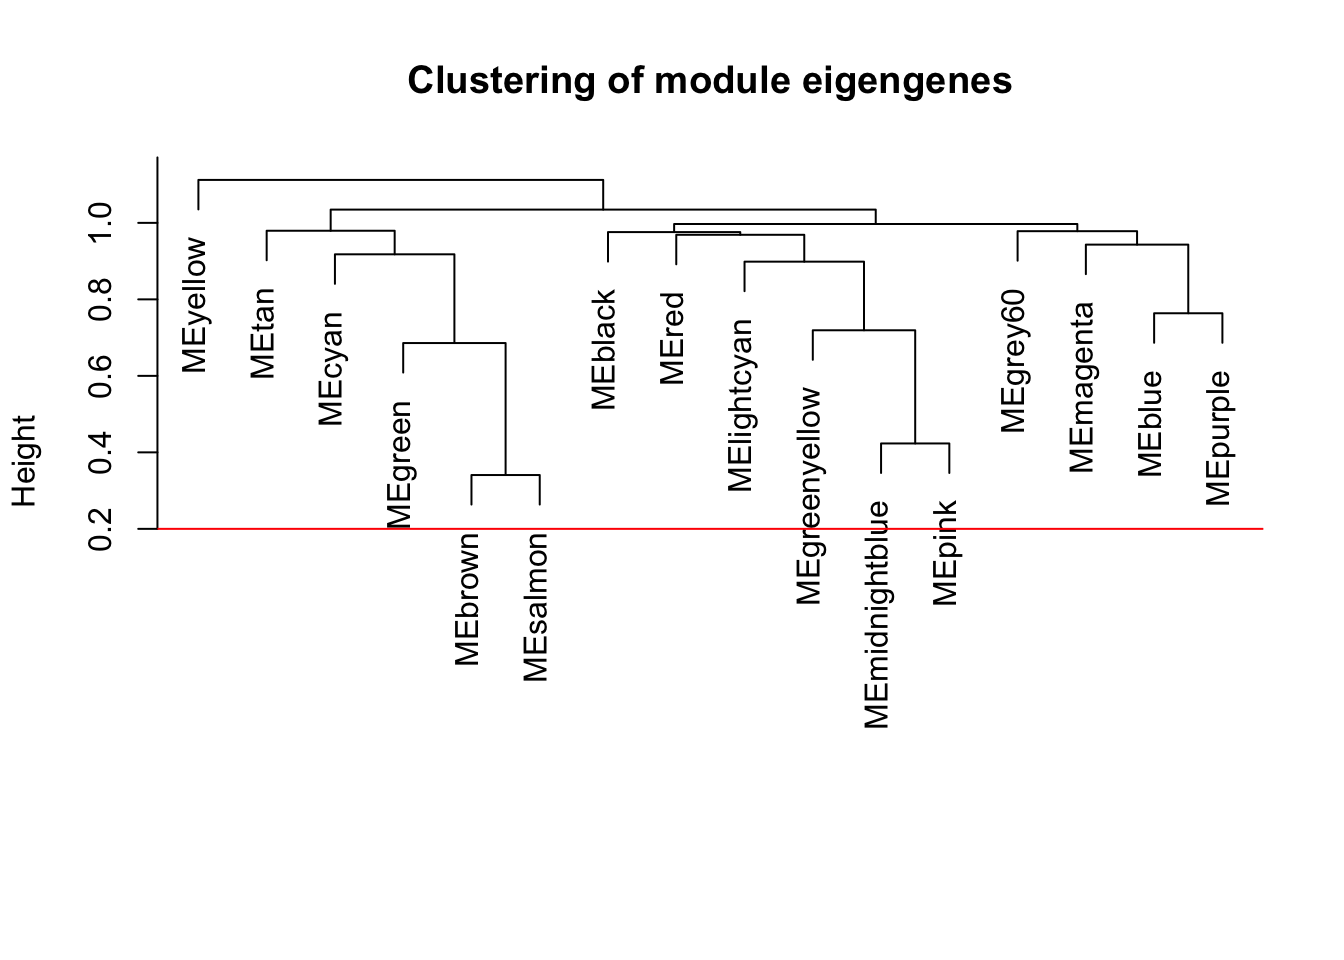 Clustering of module eigengenes
Height
1.0
0.8
0.6
0.4
0.2
MEyellow
MEtan
MEcyan
MEgreen
MEbrown
MEsalmon
MEblack
MEred
MElightcyan
MEgreenyellow
MEmidnightblue
MEpink
MEgrey60
MEmagenta
MEblue
MEpurple